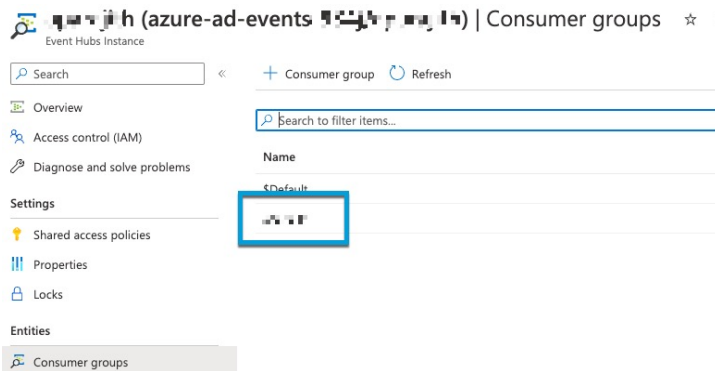 h (azure-ad-events ) | Consumer groups
Event Hubs Instance
Search
Consumer group
Refresh
Overview
Search to filter items...
Access control (IAM)
Name
Diagnose and solve problems
$Default
Settings
Shared access policies
Properties
Locks
Entities
Consumer groups